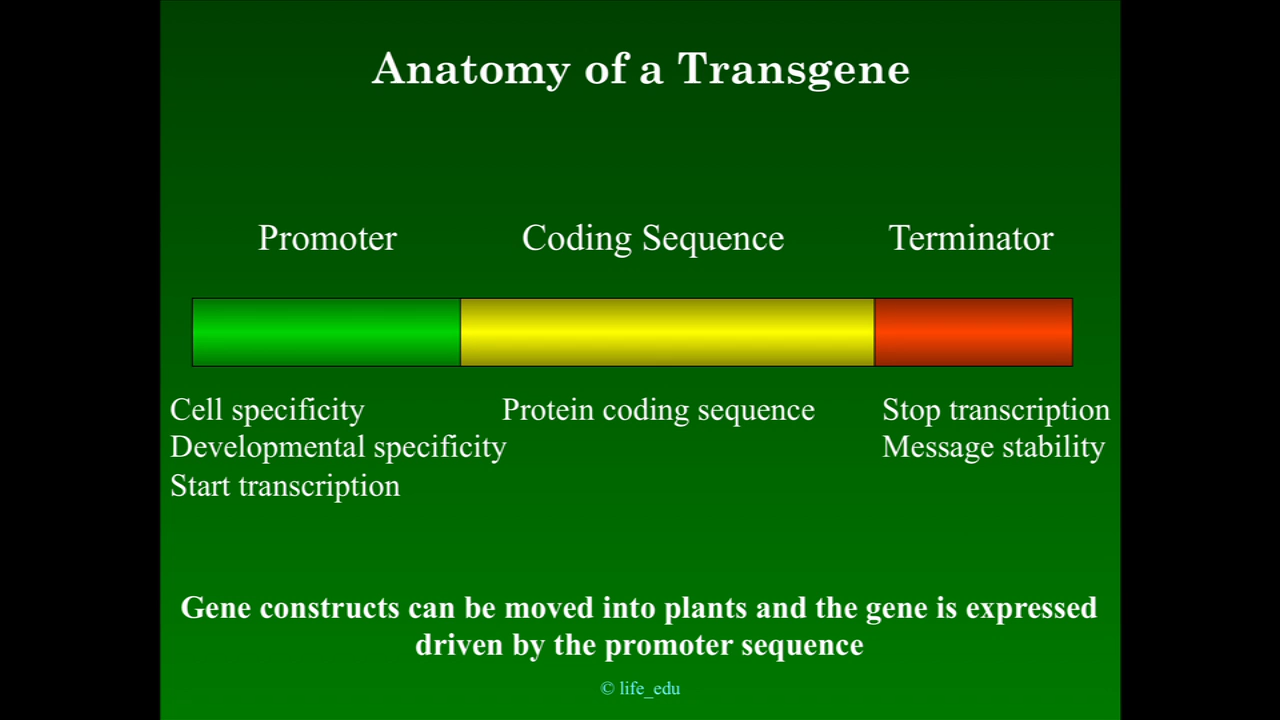 Anatomy of a Transgene
Promoter
Coding Sequence
Terminator
Cell specificity
Developmental specificity
Start transcription
Protein coding sequence
Stop transcription
Message stability
Gene constructs can be moved into plants and the gene is expressed
driven by the promoter sequence
© life_edu